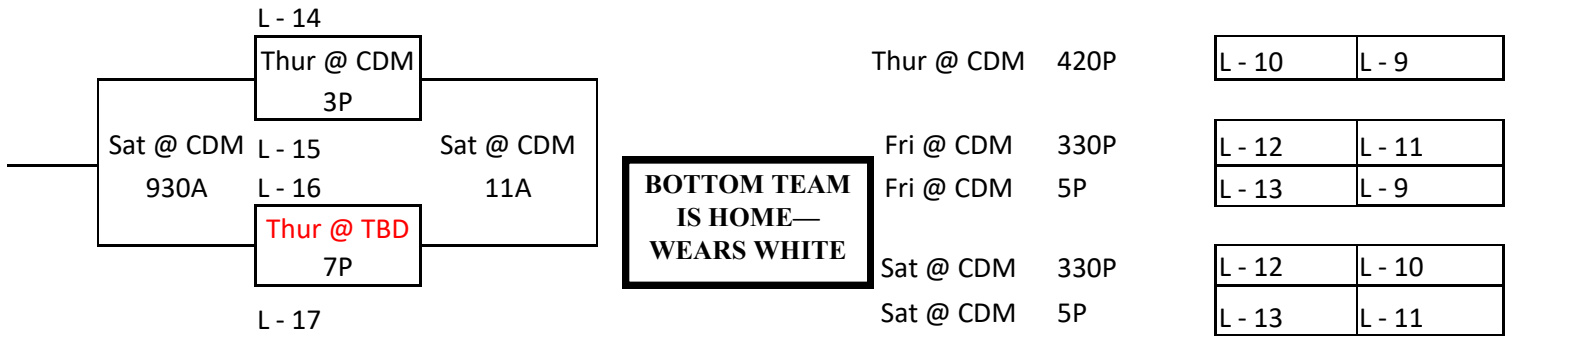 L - 14
Thur @ CDM
3P
Sat @ CDM
930A
L - 15
L - 16
Sat @ CDM
11A
Thur @ TBD
7P
L - 17
BOTTOM TEAM
IS HOME—
WEARS WHITE
Thur @ CDM 420P L - 10 L - 9
Fri @ CDM 330P L - 12 L - 11
Fri @ CDM 5P L - 13 L - 9
Sat @ CDM 330P L - 12 L - 10
Sat @ CDM 5P L - 13 L - 11